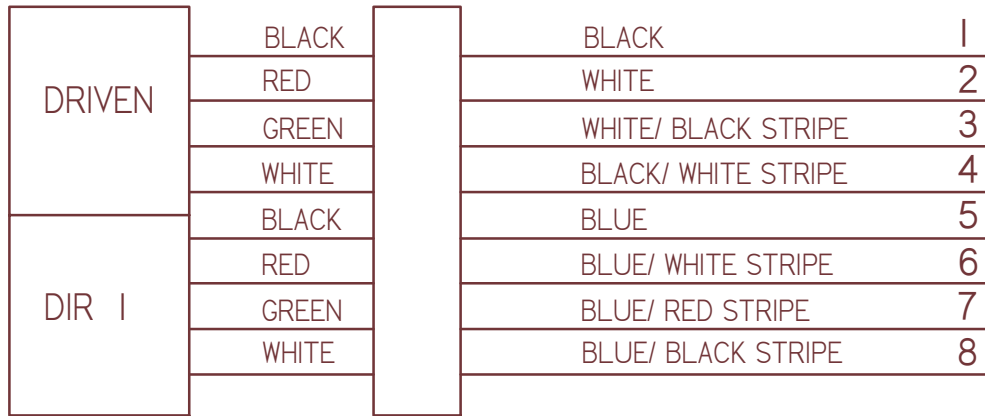 BLACK BLACK 1
RED WHITE 2
DRIVEN
GREEN WHITE/ BLACK STRIPE 3
WHITE BLACK/ WHITE STRIPE 4
BLACK BLUE 5
RED BLUE/ WHITE STRIPE 6
DIR 1
GREEN BLUE/ RED STRIPE 7
WHITE BLUE/ BLACK STRIPE 8